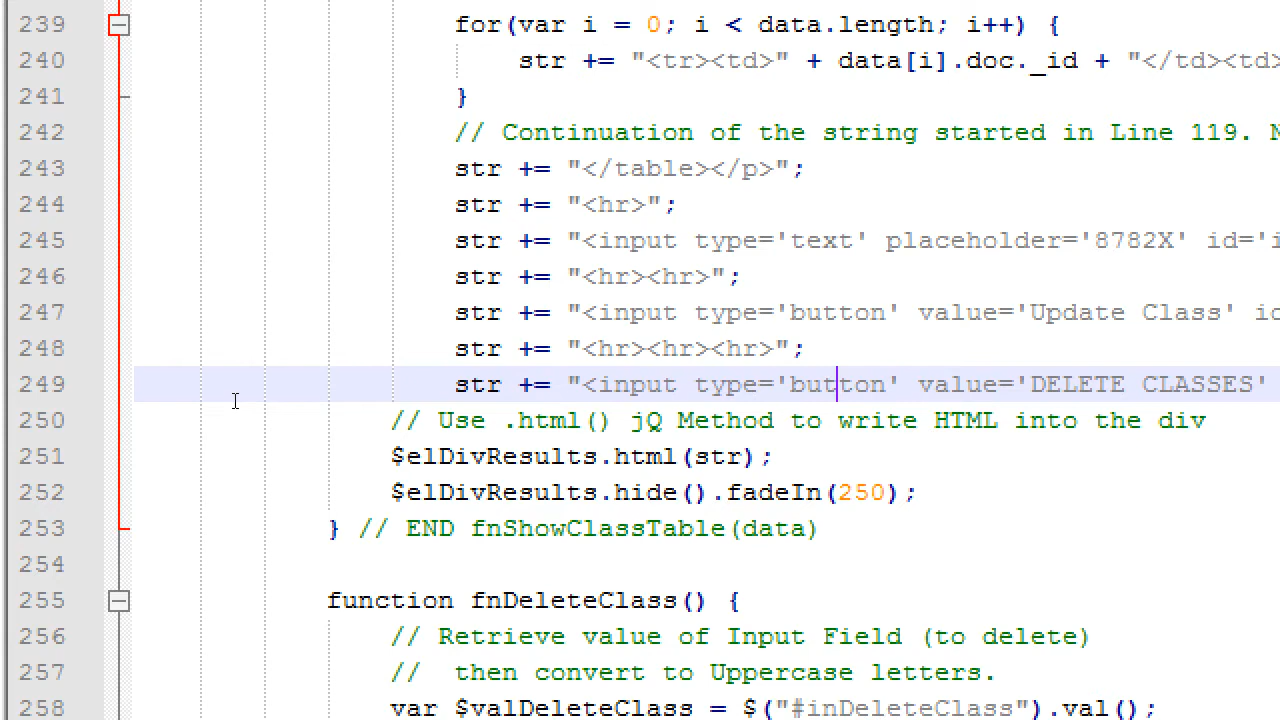 239 for(var i = 0; i < data.length; i++) {
240 str += "<tr><td>" + data[i].doc._id + "</td><td>
241 }
242 // Continuation of the string started in Line 119.
243 str += "</table></p>";
244 str += "<hr>";
245 str += "<input type='text' placeholder='8782X' id='i
246 str += "<hr><hr>";
247 str += "<input type='button' value='Update Class' id
248 str += "<hr><hr><hr>";
249 str += "<input type='button' value='DELETE CLASSES'
250 // Use .html() jQ Method to write HTML into the div
251 $elDivResults.html(str);
252 $elDivResults.hide().fadeIn(250);
253 } // END fnShowClassTable(data)
254
255 function fnDeleteClass() {
256 // Retrieve value of Input Field (to delete)
257 //  then convert to Uppercase letters.
258 var $valDeleteClass = $("#inDeleteClass").val();